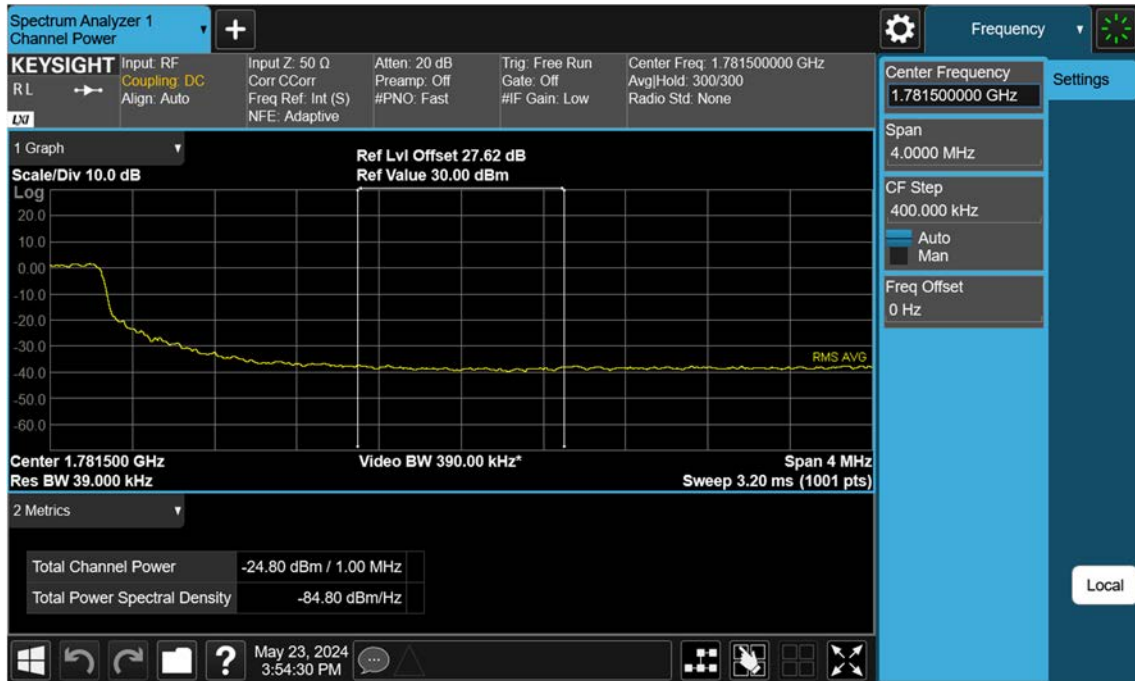 Spectrum Analyzer 1
Channel Power
Frequency
KEYSIGHT
R L
LXI
Input: RF
Coupling: DC
Align: Auto
Input Z: 50 Ω
Corr CCorr
Freq Ref: Int (S)
NFE: Adaptive
Atten: 20 dB
Preamp: Off
#PNO: Fast
Trig: Free Run
Gate: Off
#IF Gain: Low
Center Freq: 1.781500000 GHz
Avg|Hold: 300/300
Radio Std: None
Center Frequency
1.781500000 GHz
Settings
Span
4.0000 MHz
CF Step
400.000 kHz
Auto
Man
Freq Offset
0 Hz
Local
1 Graph
Scale/Div 10.0 dB
Ref Lvl Offset 27.62 dB
Ref Value 30.00 dBm
Log
20.0
10.0
0.00
-10.0
-20.0
-30.0
-40.0
-50.0
-60.0
RMS AVG
Center 1.781500 GHz
Video BW 390.00 kHz*
Span 4 MHz
Res BW 39.000 kHz
Sweep 3.20 ms (1001 pts)
2 Metrics
Total Channel Power -24.80 dBm / 1.00 MHz
Total Power Spectral Density -84.80 dBm/Hz
?
May 23, 2024
3:54:30 PM